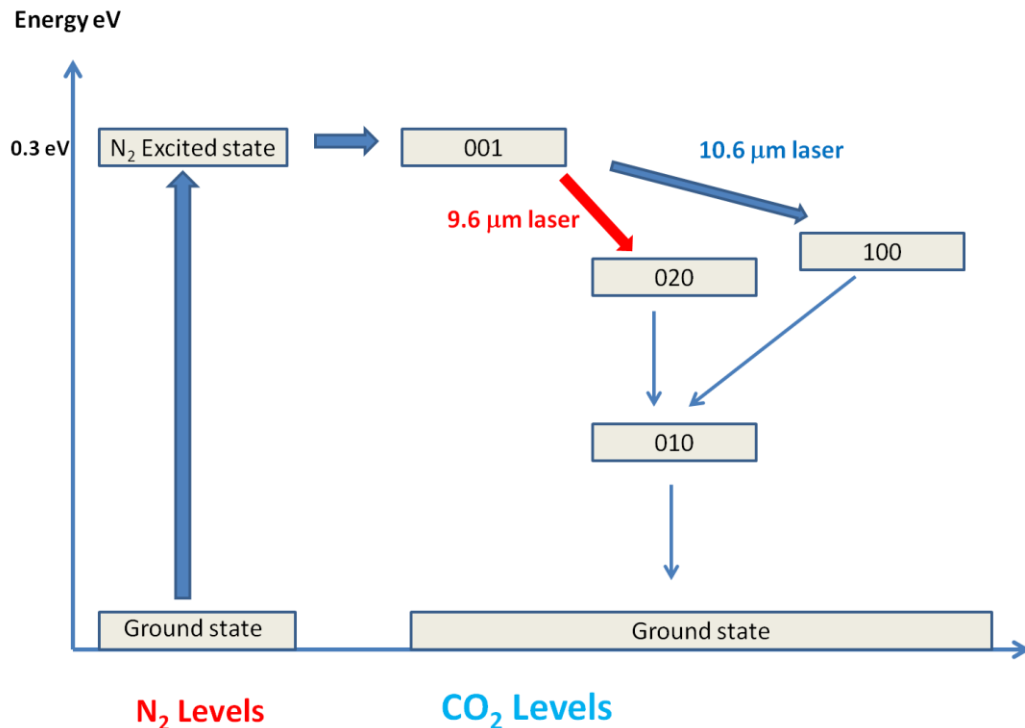 Energy eV
0.3 eV
N₂ Excited state
001
10.6 μm laser
9.6 μm laser
100
020
010
Ground state
Ground state
N₂ Levels
CO₂ Levels